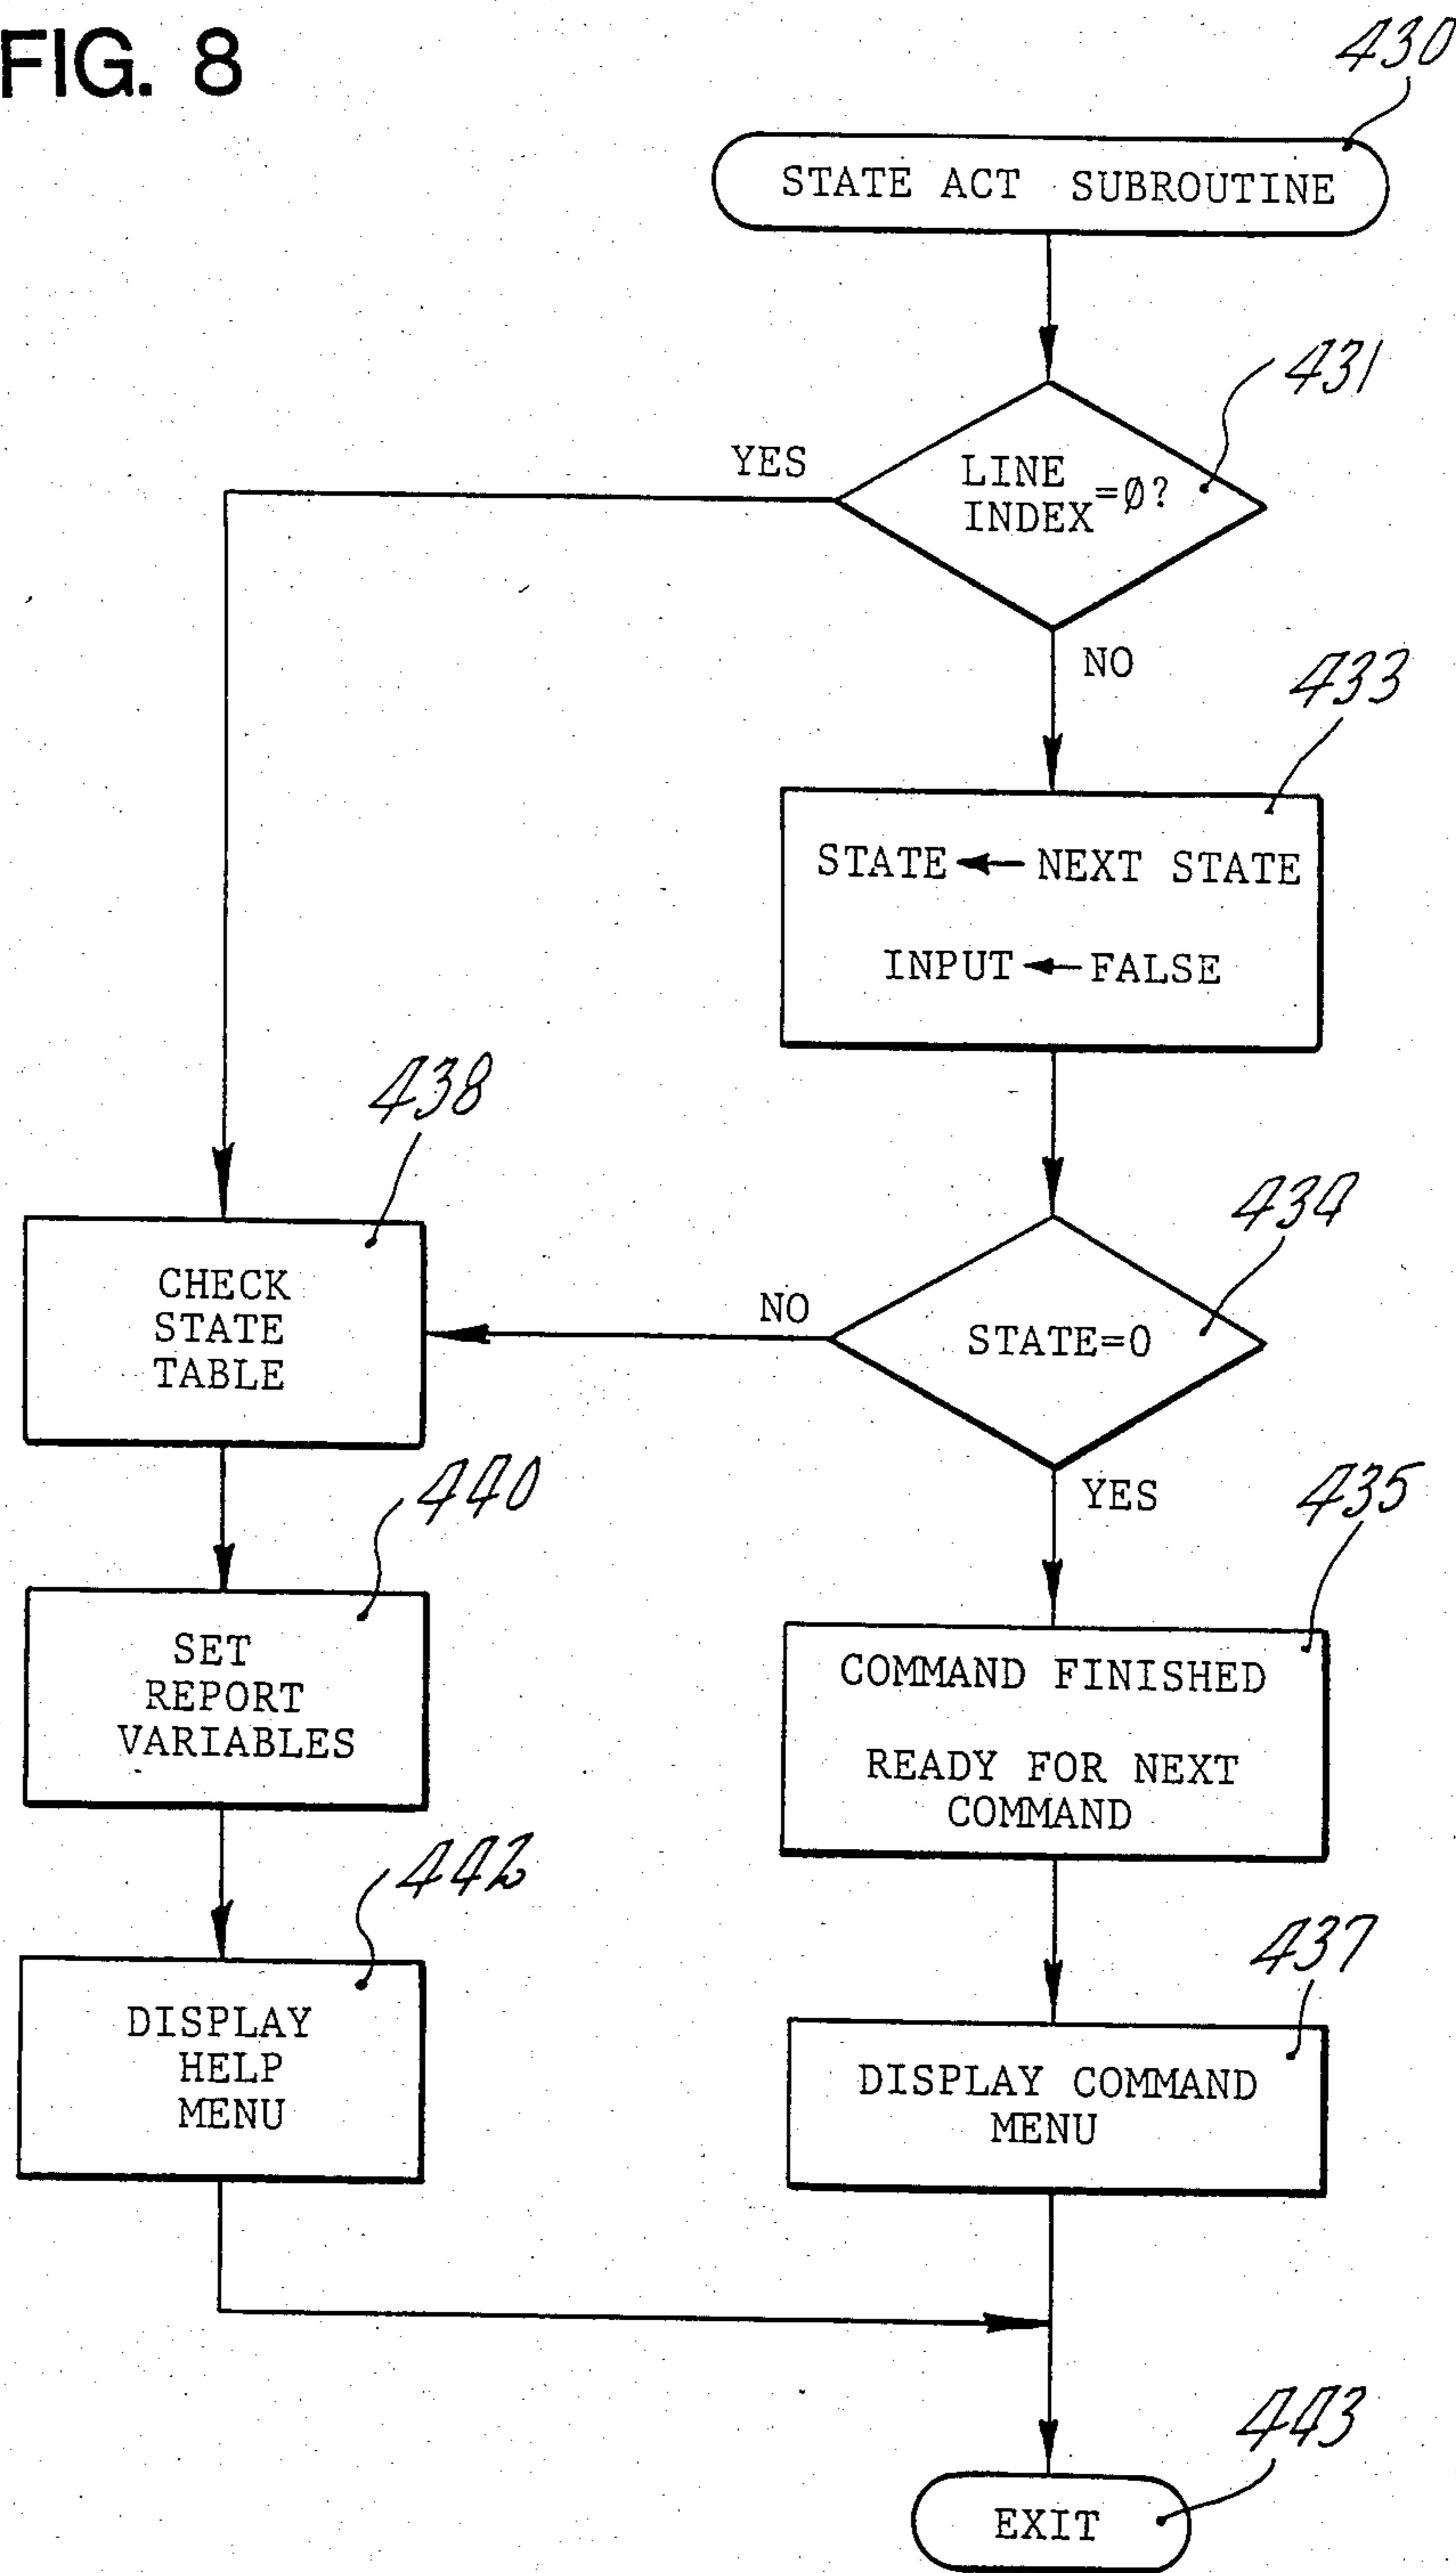 FIG. 8
430
STATE ACT SUBROUTINE
431
YES
LINE
INDEX =Ø?
NO
433
STATE ← NEXT STATE
INPUT ← FALSE
438
CHECK
STATE
TABLE
434
NO
STATE=0
YES
440
SET
REPORT
VARIABLES
435
COMMAND FINISHED
READY FOR NEXT
COMMAND
442
DISPLAY
HELP
MENU
437
DISPLAY COMMAND
MENU
443
EXIT